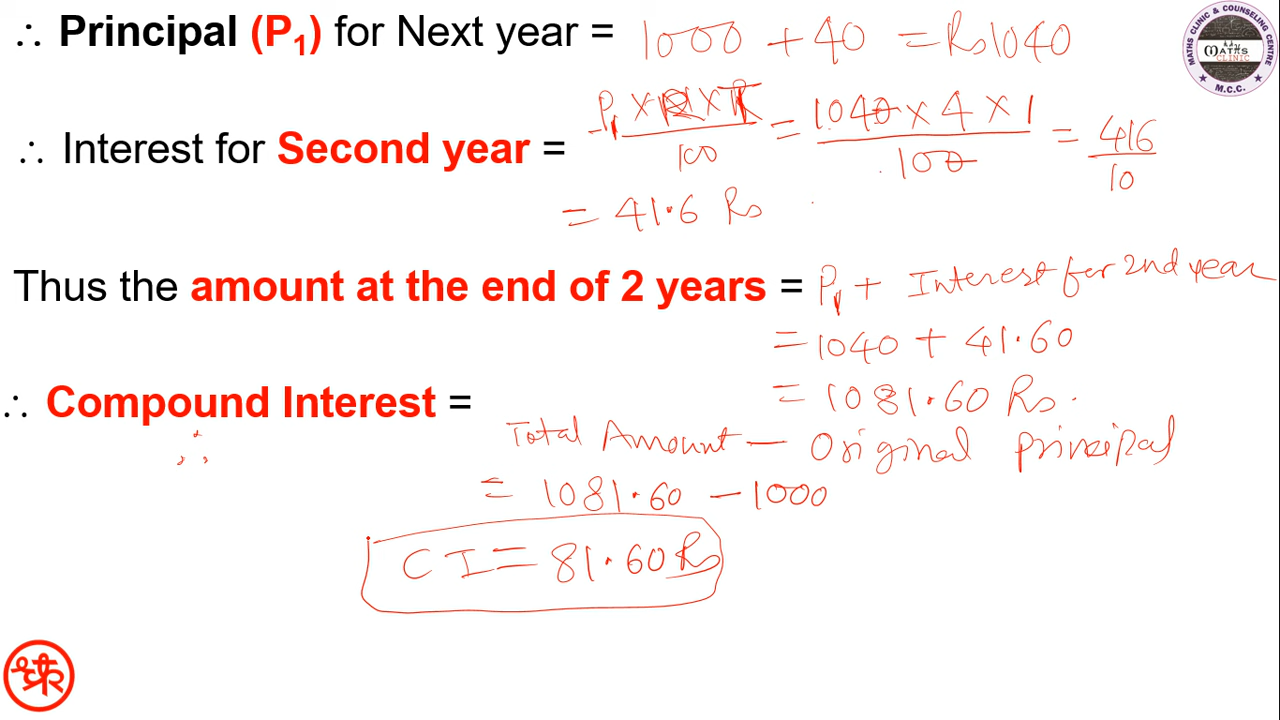 ∴ Principal (P₁) for Next year = 1000 + 40 = Rs1040
MATHS CLINIC & COUNSELING CENTRE
MATHS
CLINIC
M.C.C.
∴ Interest for Second year = P₁ × R × T / 100 = 1040 × 4 × 1 / 100 = 416 / 10
= 41.6 Rs
Thus the amount at the end of 2 years = P₁ + Interest for 2nd year
= 1040 + 41.60
= 1081.60 Rs.
∴ Compound Interest =
Total Amount — Original principal
= 1081.60 - 1000
CI = 81.60 Rs
श्री